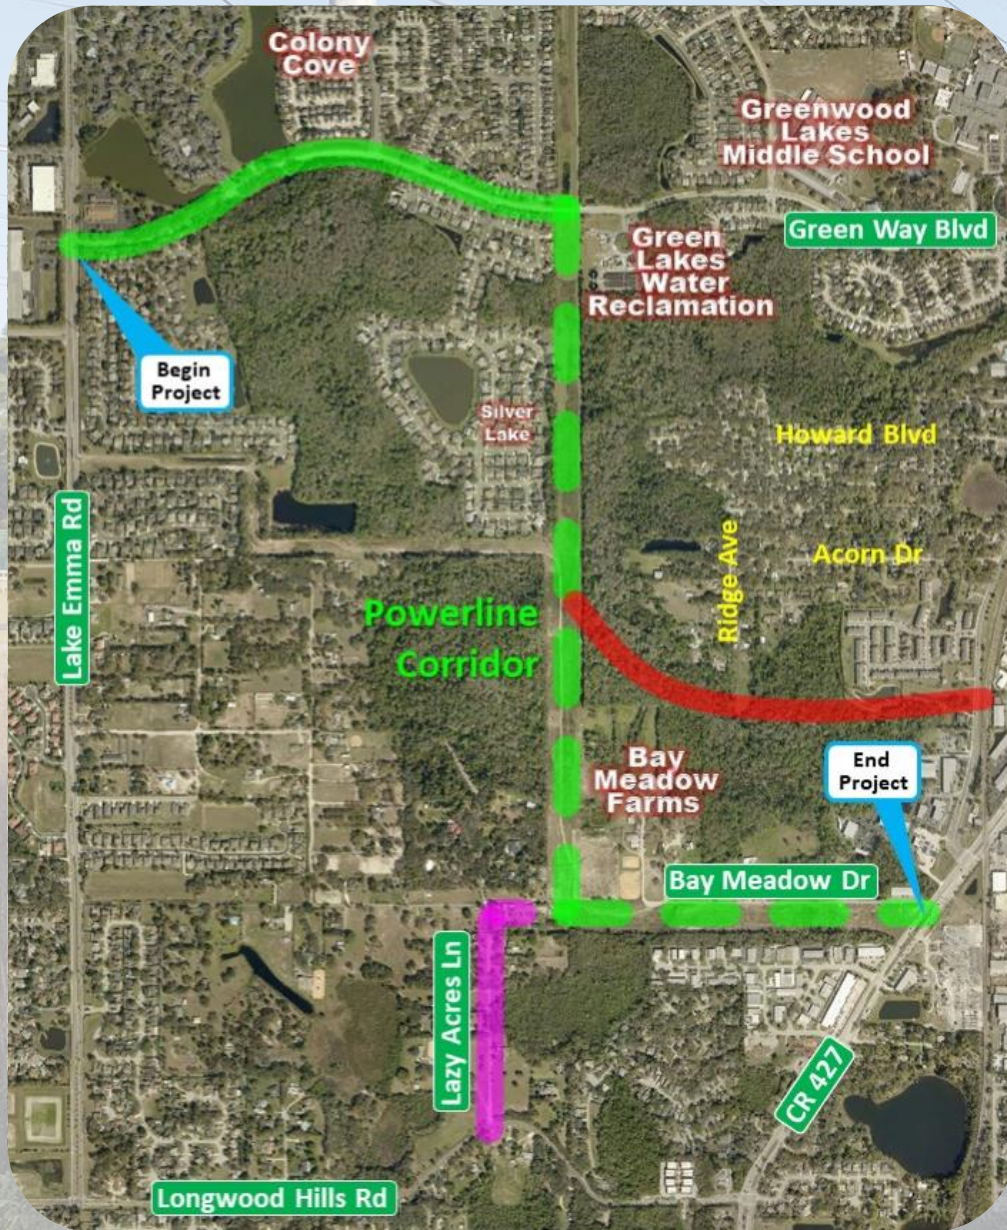 Colony
Cove
Greenwood
Lakes
Middle School
Green Way Blvd
Green
Lakes
Water
Reclamation
Begin
Project
Silver
Lake
Howard Blvd
Lake Emma Rd
Ridge Ave
Acorn Dr
Powerline
Corridor
Bay
Meadow
Farms
End
Project
Bay Meadow Dr
Lazy Acres Ln
CR 427
Longwood Hills Rd